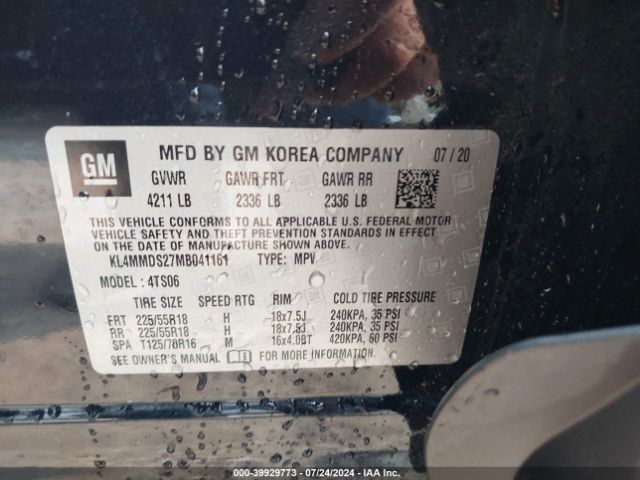 GM
MFD BY GM KOREA COMPANY 07/20
GVWR GAWR FRT GAWR RR
4211 LB 2336 LB 2336 LB
THIS VEHICLE CONFORMS TO ALL APPLICABLE U.S. FEDERAL MOTOR
VEHICLE SAFETY, BUMPER, AND THEFT PREVENTION STANDARDS
IN EFFECT ON THE DATE OF MANUFACTURE SHOWN ABOVE.
KL4MMDS27MB041161 TYPE: MPV
MODEL: 4TS06
TIRE SIZE SPEED RTG RIM COLD TIRE PRESSURE
FRT 225/55R18 H 18x7.5J 240KPA, 35 PSI
RR 225/55R18 H 18x7.5J 240KPA, 35 PSI
SPA T125/70R16 M 16x4.0BT 420KPA, 60 PSI
SEE OWNER'S MANUAL FOR MORE INFORMATION.
000-39929773 — 07/24/2024 — IAA Inc.